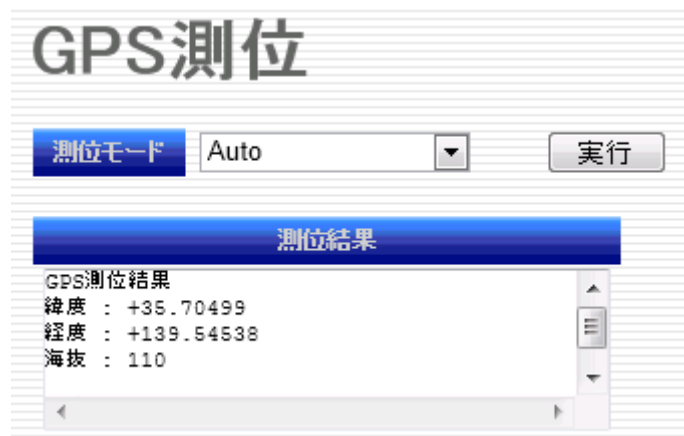 GPS測位
測位モード Auto 実行
測位結果
GPS測位結果
緯度 : +35.70499
経度 : +139.54538
海抜 : 110